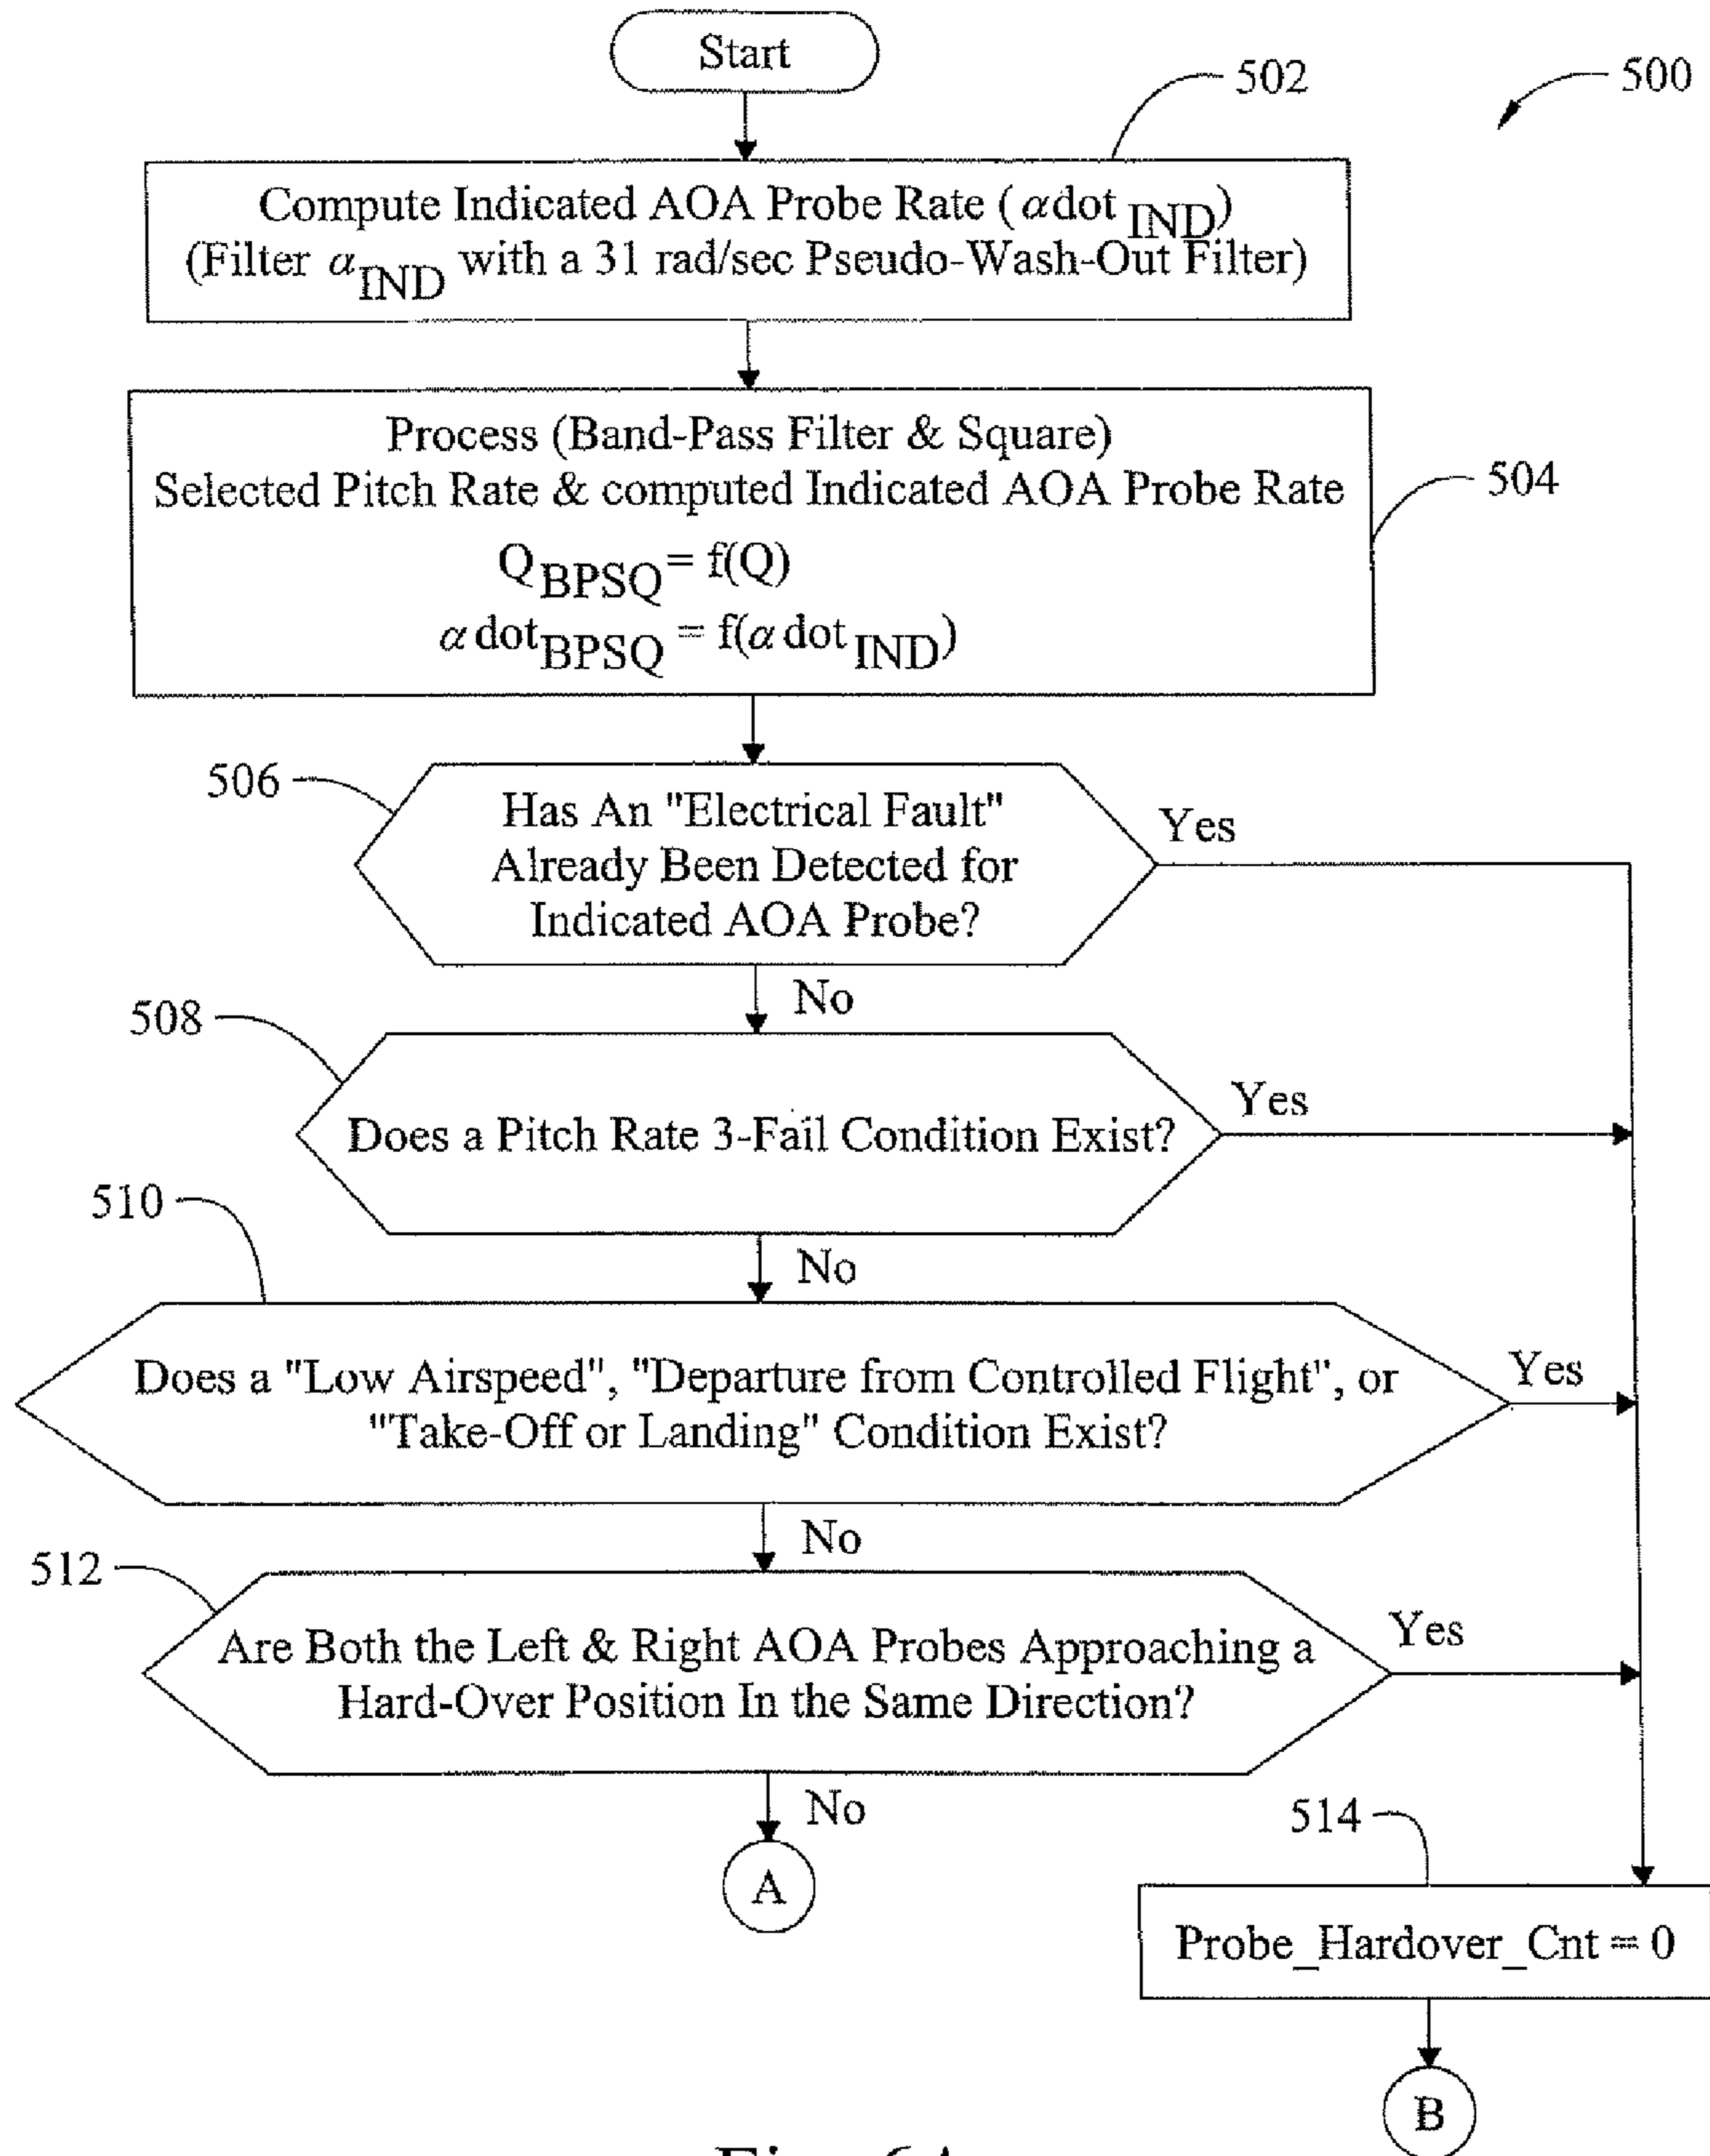 Start
502
500
Compute Indicated AOA Probe Rate (αdot IND)
(Filter αIND with a 31 rad/sec Pseudo-Wash-Out Filter)
Process (Band-Pass Filter & Square)
Selected Pitch Rate & computed Indicated AOA Probe Rate
504
QBPSQ = f(Q)
α dotBPSQ = f(α dot IND)
506
Has An "Electrical Fault"
Already Been Detected for
Indicated AOA Probe?
Yes
No
508
Does a Pitch Rate 3-Fail Condition Exist?
Yes
No
510
Does a "Low Airspeed", "Departure from Controlled Flight", or
"Take-Off or Landing" Condition Exist?
Yes
No
512
Are Both the Left & Right AOA Probes Approaching a
Hard-Over Position In the Same Direction?
Yes
No
A
514
Probe_Hardover_Cnt = 0
B